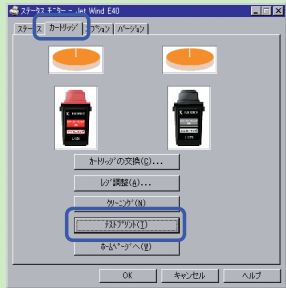 ステータス モニター - Jet Wind E40
ステータス カートリッジ オプション バージョン
カートリッジの交換(C)...
レジ調整(A)...
クリーニング(N)
テストプリント(T)
ホームページへ(W)
OK キャンセル ヘルプ